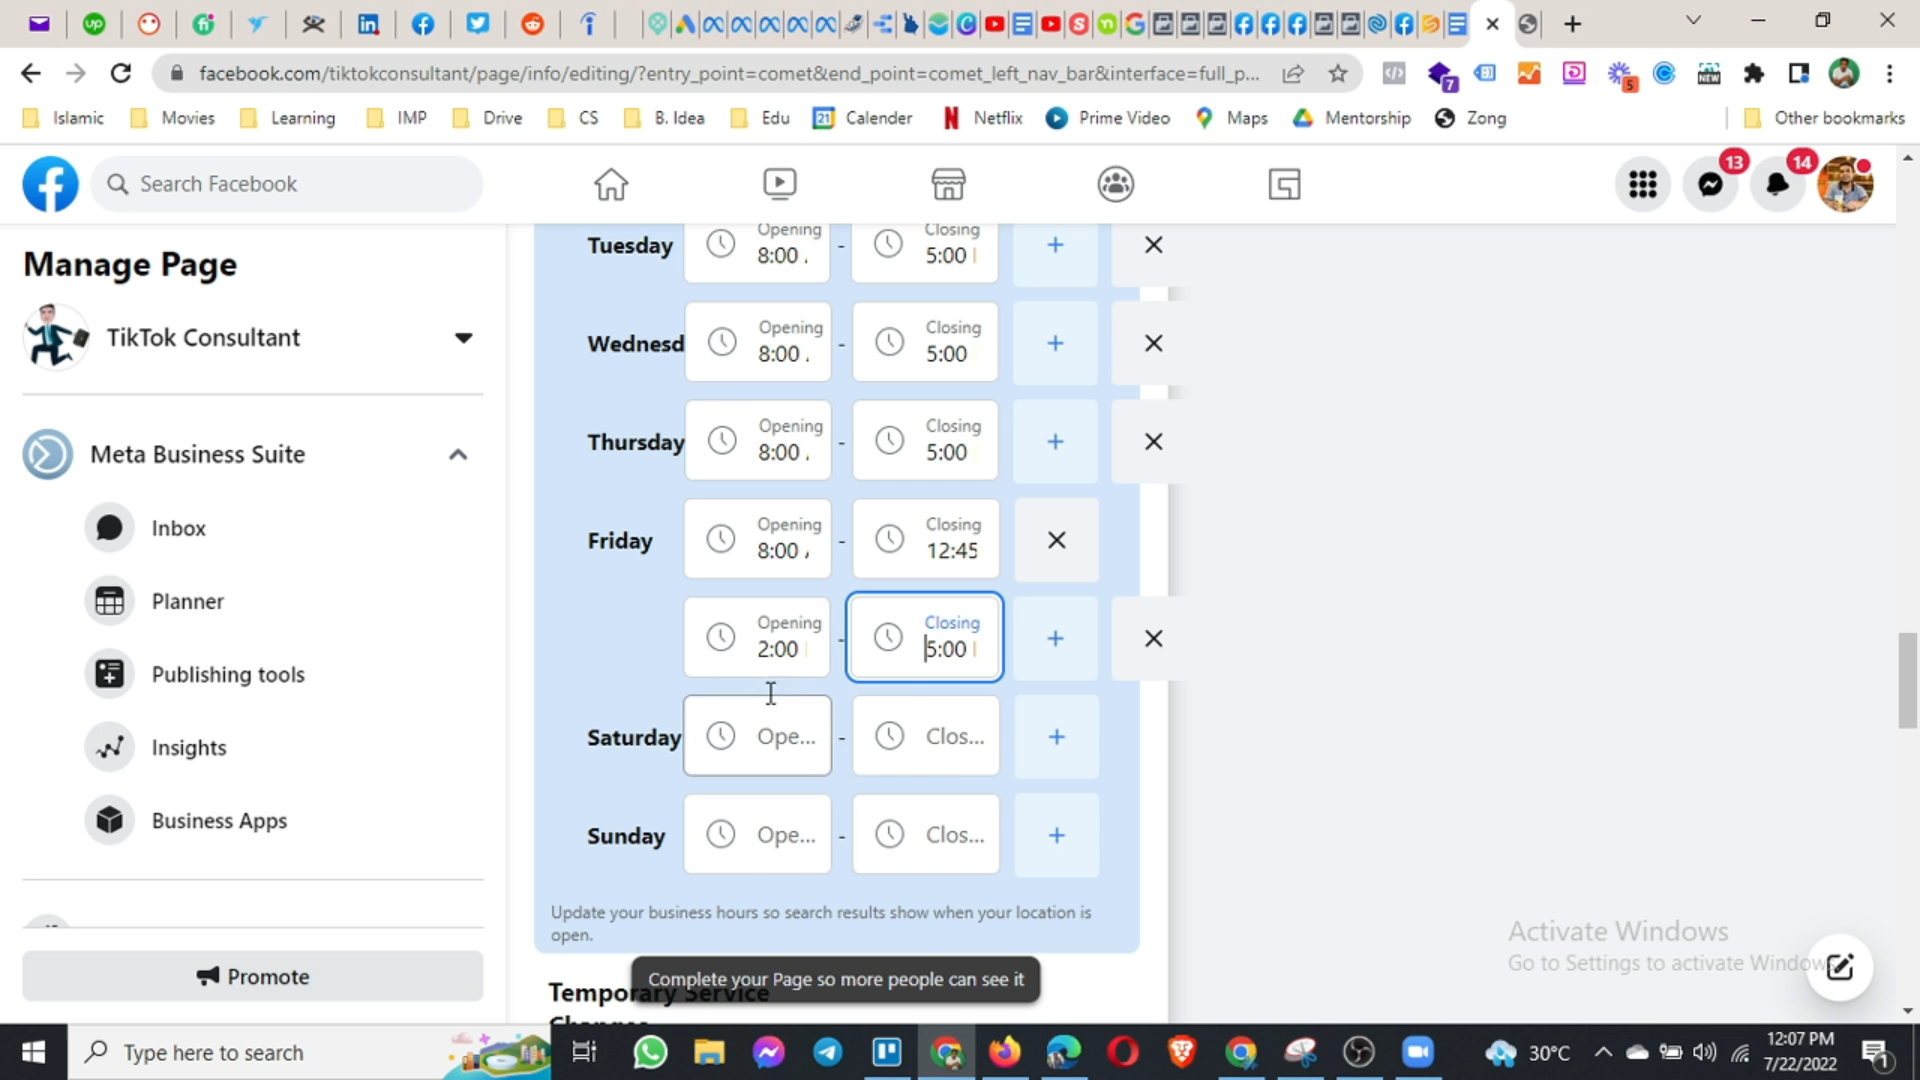 facebook.com/tiktokconsultant/page/info/editing/?entry_point=comet&end_point=comet_left_nav_bar&interface=full_p...
7
5
NEW
Islamic
Movies
Learning
IMP
Drive
CS
B. Idea
Edu
Calender
Netflix
Prime Video
Maps
Mentorship
Zong
Other bookmarks
Search Facebook
13
14
Manage Page
TikTok Consultant
Meta Business Suite
Inbox
Planner
Publishing tools
Insights
Business Apps
Promote
Tuesday
Opening
8:00
-
Closing
5:00
Wednesd
Opening
8:00
-
Closing
5:00
Thursday
Opening
8:00
-
Closing
5:00
Friday
Opening
8:00
-
Closing
12:45
Opening
2:00
-
Closing
5:00
Saturday
Ope...
-
Clos...
Sunday
Ope...
-
Clos...
Update your business hours so search results show when your location is
open.
Temporary Service
Complete your Page so more people can see it
Activate Windows
Go to Settings to activate Windows
Type here to search
30°C
12:07 PM
7/22/2022
1